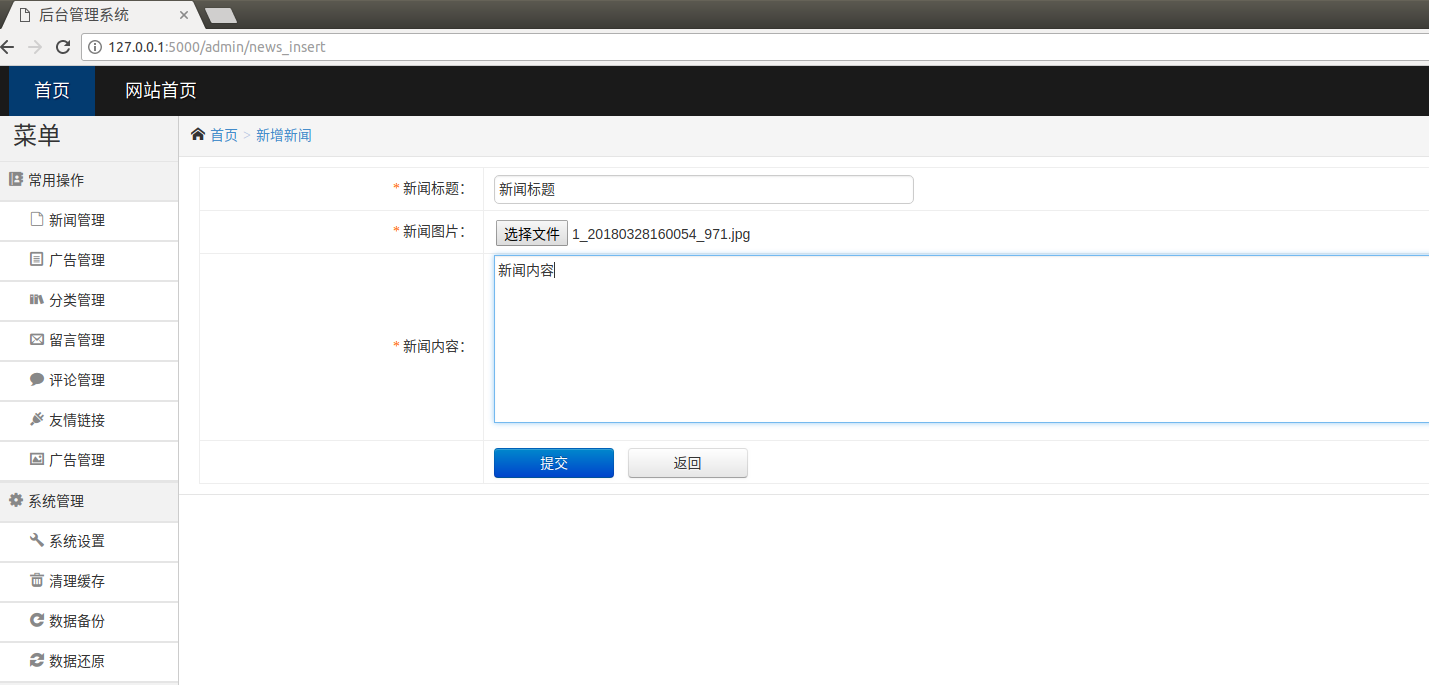 后台管理系统
127.0.0.1:5000/admin/news_insert
首页 网站首页
菜单
常用操作
新闻管理
广告管理
分类管理
留言管理
评论管理
友情链接
广告管理
系统管理
系统设置
清理缓存
数据备份
数据还原
首页 > 新增新闻
*新闻标题: 新闻标题
*新闻图片: 选择文件 1_20180328160054_971.jpg
*新闻内容: 新闻内容
提交 返回